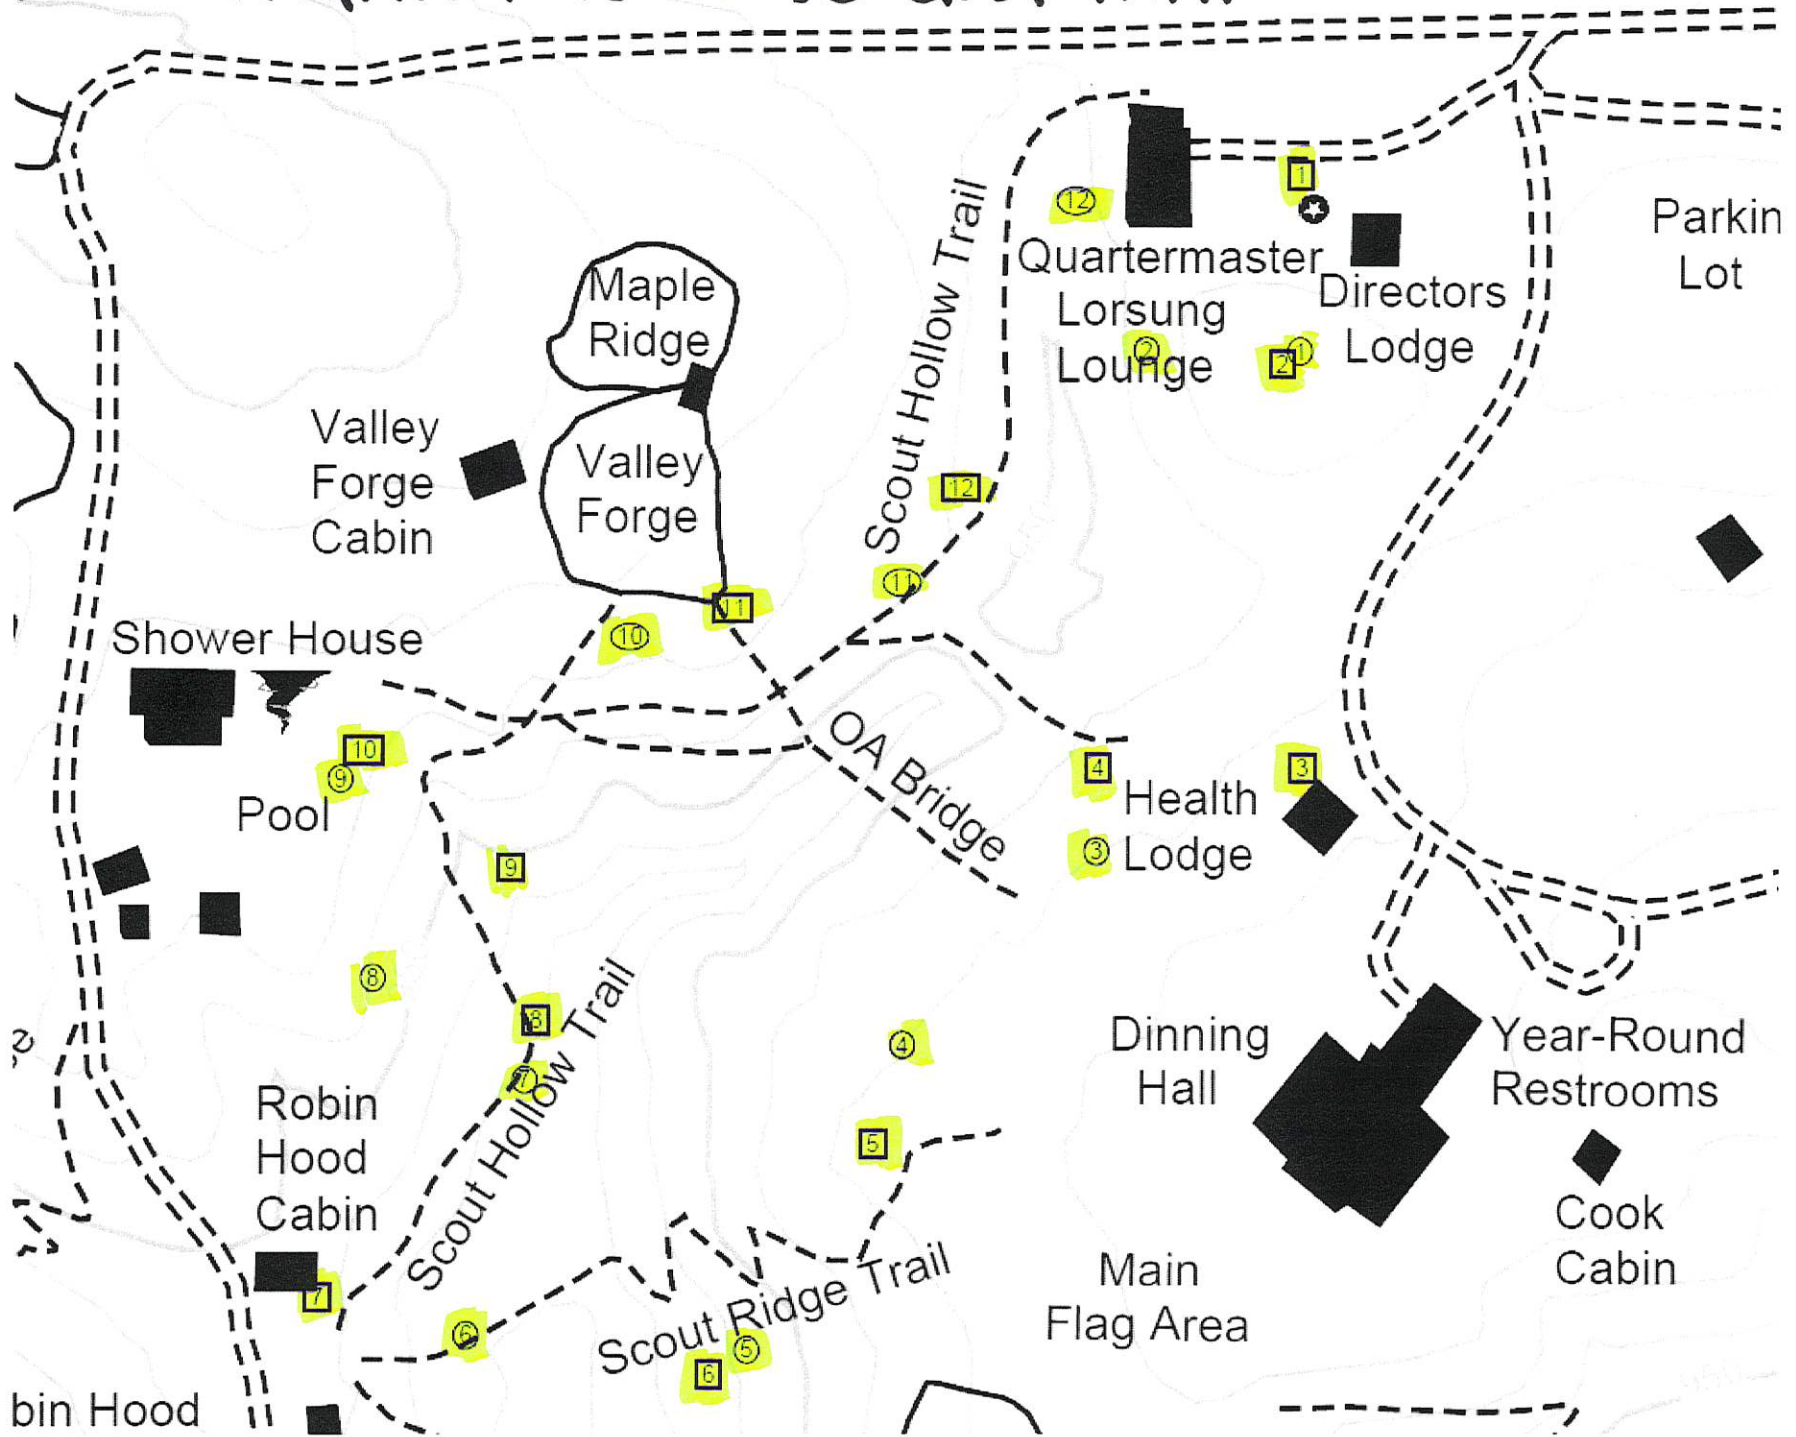 1
12
Quartermaster
Lorsung
Lounge
2
Directors
Lodge
1
2
Parkin
Lot
Maple
Ridge
Scout Hollow Trail
Valley
Forge
Cabin
Valley
Forge
12
11
11
10
Shower House
10
9
Pool
OA Bridge
4
3
Health
Lodge
3
9
8
8
7
Scout Hollow Trail
4
5
Dinning
Hall
Year-Round
Restrooms
Robin
Hood
Cabin
7
6
Scout Ridge Trail
5
6
Main
Flag Area
Cook
Cabin
bin Hood